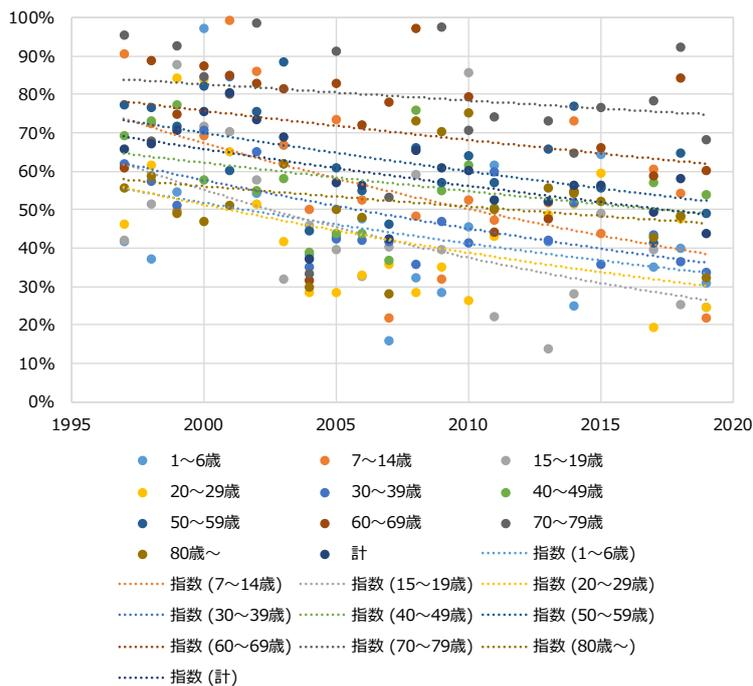 100%
90%
80%
70%
60%
50%
40%
30%
20%
10%
0%
1995 2000 2005 2010 2015 2020
1～6歳 7～14歳 15～19歳
20～29歳 30～39歳 40～49歳
50～59歳 60～69歳 70～79歳
80歳～ 計 指数 (1～6歳)
指数 (7～14歳) 指数 (15～19歳) 指数 (20～29歳)
指数 (30～39歳) 指数 (40～49歳) 指数 (50～59歳)
指数 (60～69歳) 指数 (70～79歳) 指数 (80歳～)
指数 (計)